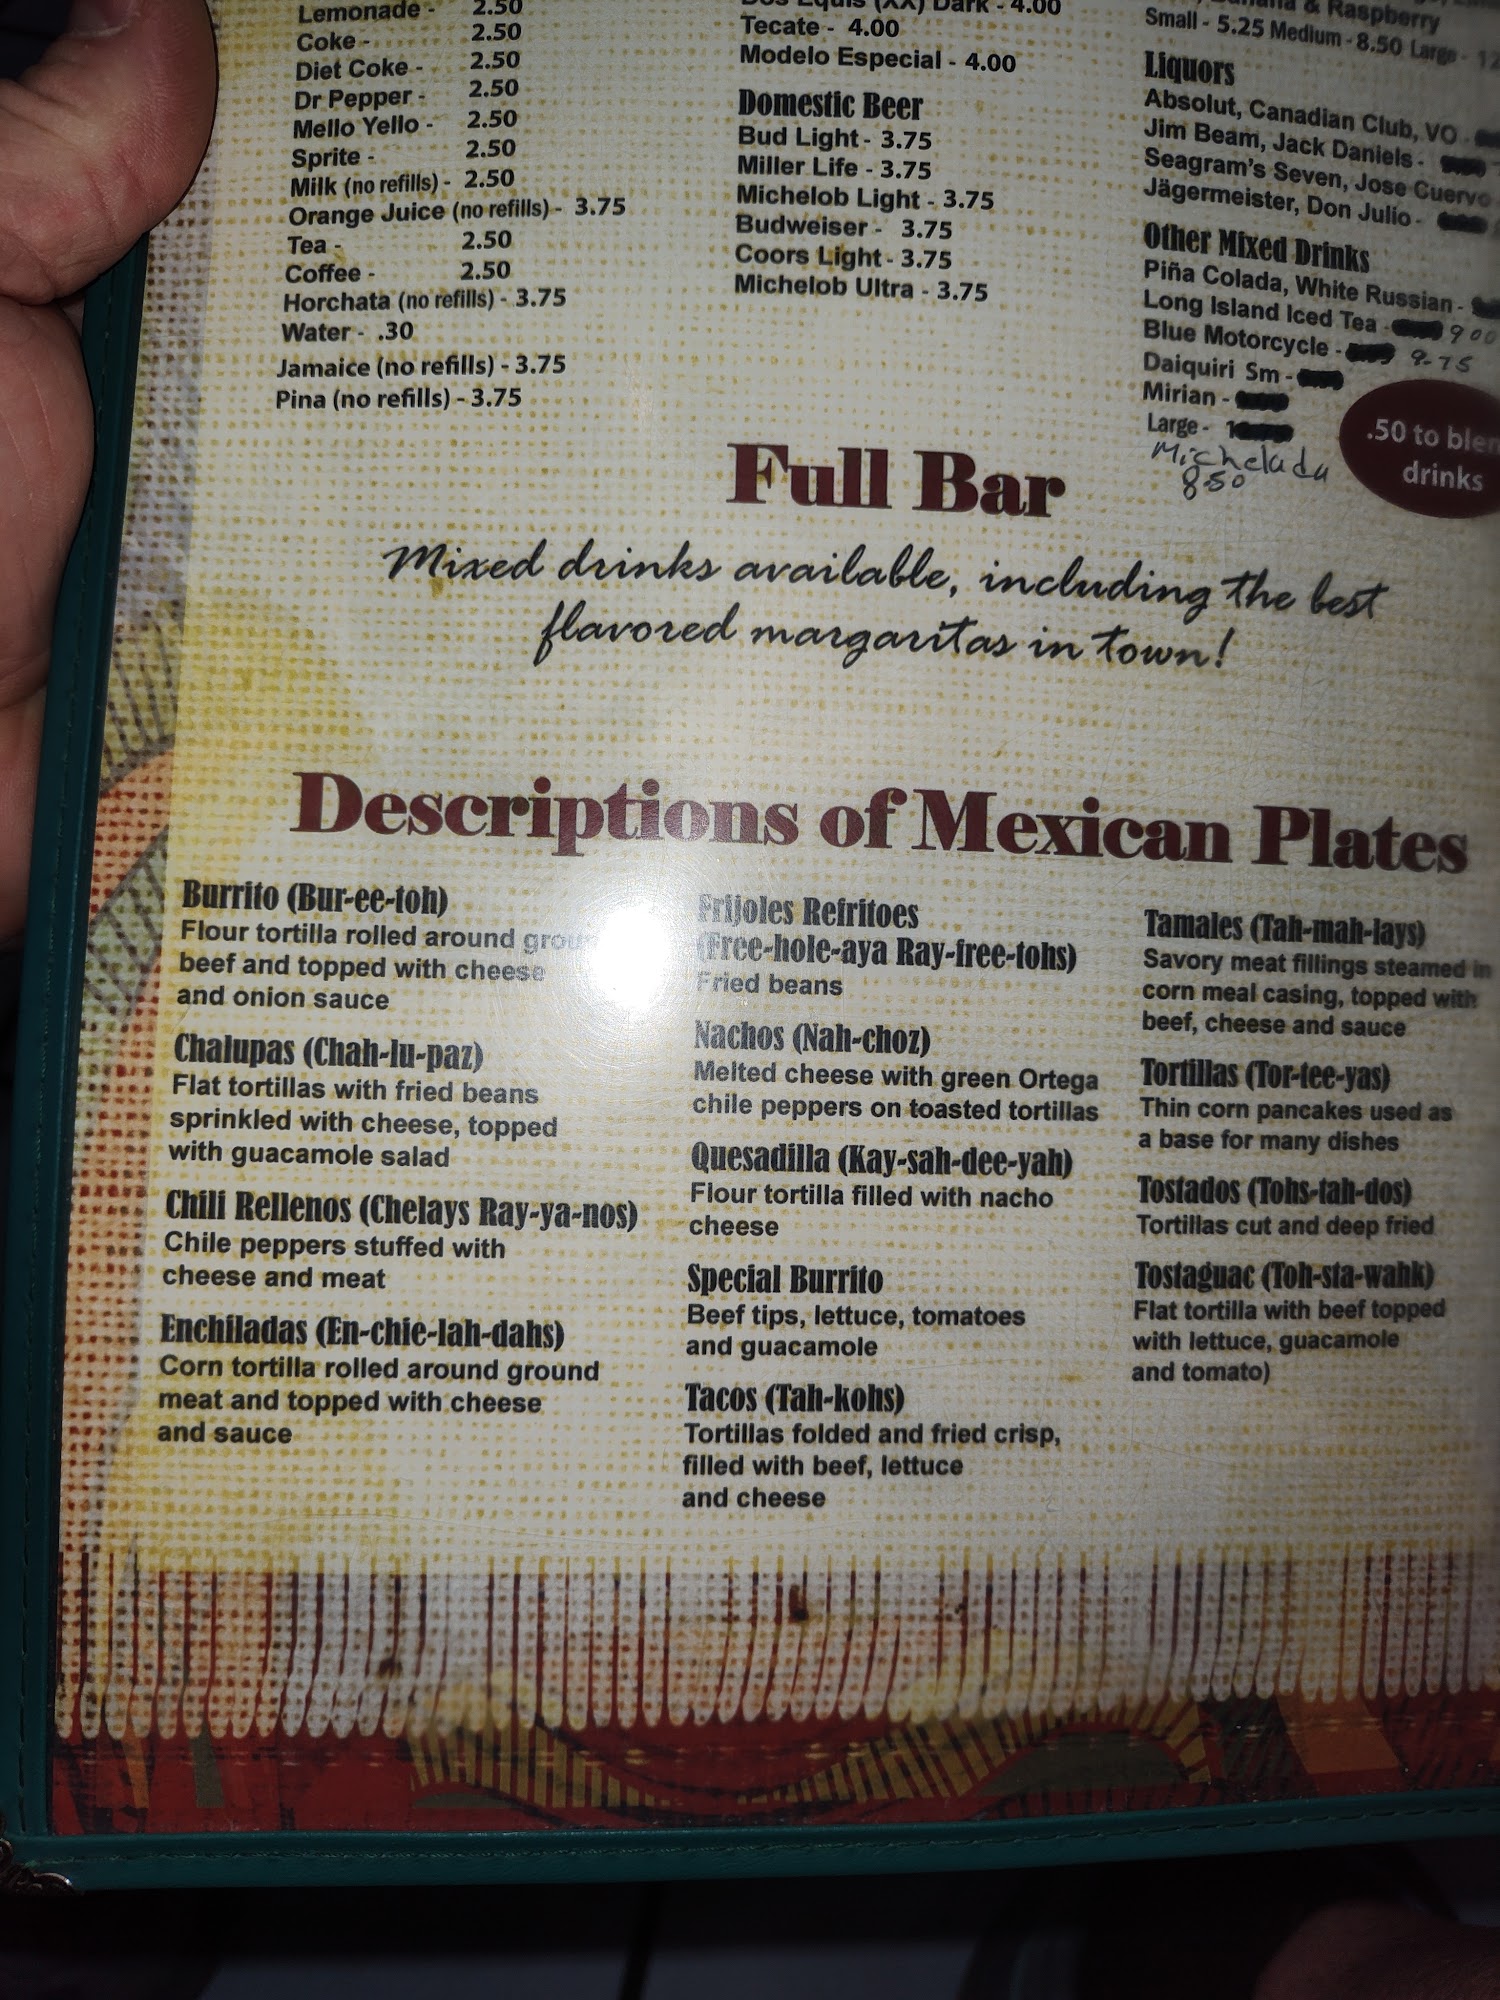 Lemonade - 2.50
Coke - 2.50
Diet Coke - 2.50
Dr Pepper - 2.50
Mello Yello - 2.50
Sprite - 2.50
Milk (no refills) - 2.50
Orange Juice (no refills) - 3.75
Tea - 2.50
Coffee - 2.50
Horchata (no refills) - 3.75
Water - .30
Jamaice (no refills) - 3.75
Pina (no refills) - 3.75
Dos Equis (XX) Dark - 4.00
Tecate - 4.00
Modelo Especial - 4.00
Domestic Beer
Bud Light - 3.75
Miller Life - 3.75
Michelob Light - 3.75
Budweiser - 3.75
Coors Light - 3.75
Michelob Ultra - 3.75
& Raspberry
Small - 5.25 Medium - 8.50 Large -
Liquors
Absolut, Canadian Club, VO -
Jim Beam, Jack Daniels -
Seagram's Seven, Jose Cuervo
Jägermeister, Don Julio -
Other Mixed Drinks
Piña Colada, White Russian -
Long Island Iced Tea - 900
Blue Motorcycle - 9-75
Daiquiri Sm -
Mirian -
Large -
Michelada
850
.50 to
drinks
Full Bar
Mixed drinks available, including the best
flavored margaritas in town!
Descriptions of Mexican Plates
Burrito (Bur-ee-toh)
Flour tortilla rolled around
beef and topped with cheese
and onion sauce
Chalupas (Chah-lu-paz)
Flat tortillas with fried beans
sprinkled with cheese, topped
with guacamole salad
Chili Rellenos (Chelays Ray-ya-nos)
Chile peppers stuffed with
cheese and meat
Enchiladas (En-chie-lah-dahs)
Corn tortilla rolled around ground
meat and topped with cheese
and sauce
Frijoles Refritoes
(Free-hole-aya Ray-free-tohs)
Fried beans
Nachos (Nah-choz)
Melted cheese with green Ortega
chile peppers on toasted tortillas
Quesadilla (Kay-sah-dee-yah)
Flour tortilla filled with nacho
cheese
Special Burrito
Beef tips, lettuce, tomatoes
and guacamole
Tacos (Tah-kohs)
Tortillas folded and fried crisp,
filled with beef, lettuce
and cheese
Tamales (Tah-mah-lays)
Savory meat fillings steamed in
corn meal casing, topped with
beef, cheese and sauce
Tortillas (Tor-tee-yas)
Thin corn pancakes used as
a base for many dishes
Tostados (Tohs-tah-dos)
Tortillas cut and deep fried
Tostaguac (Toh-sta-wahk)
Flat tortilla with beef topped
with lettuce, guacamole
and tomato)